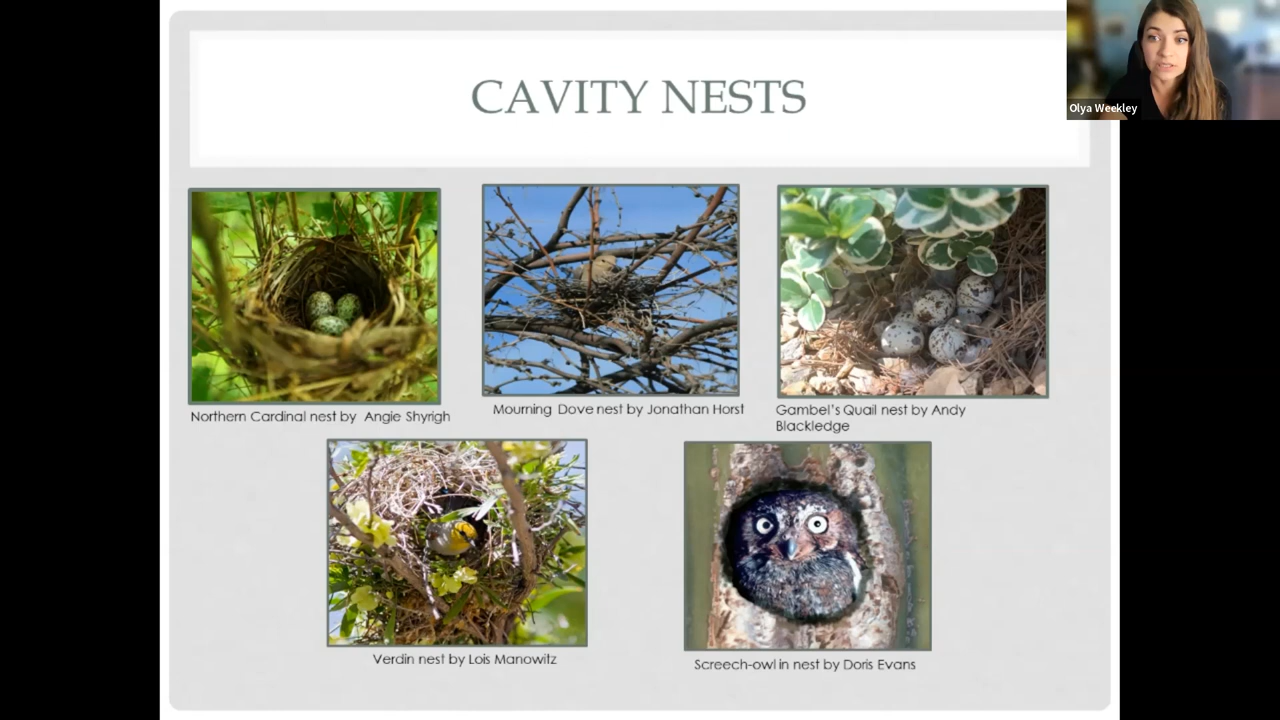 Olya Weekley
CAVITY NESTS
Northern Cardinal nest by Angie Shyrigh
Mourning Dove nest by Jonathan Horst
Gambel's Quail nest by Andy
Blackledge
Verdin nest by Lois Manowitz
Screech-owl in nest by Doris Evans